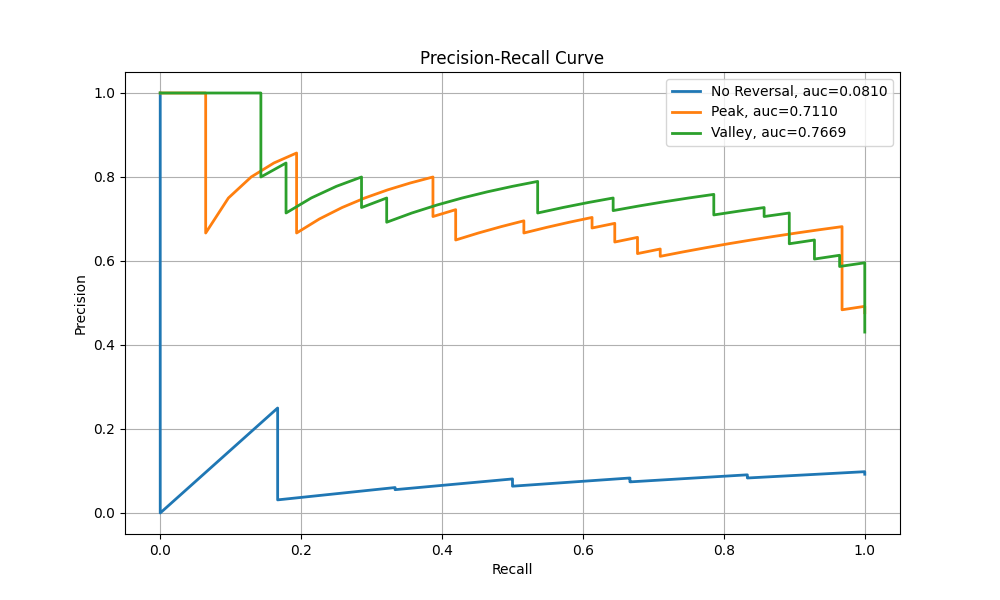 Precision-Recall Curve
No Reversal, auc=0.0810
Peak, auc=0.7110
Valley, auc=0.7669
Precision
1.0
0.8
0.6
0.4
0.2
0.0
0.0 0.2 0.4 0.6 0.8 1.0
Recall